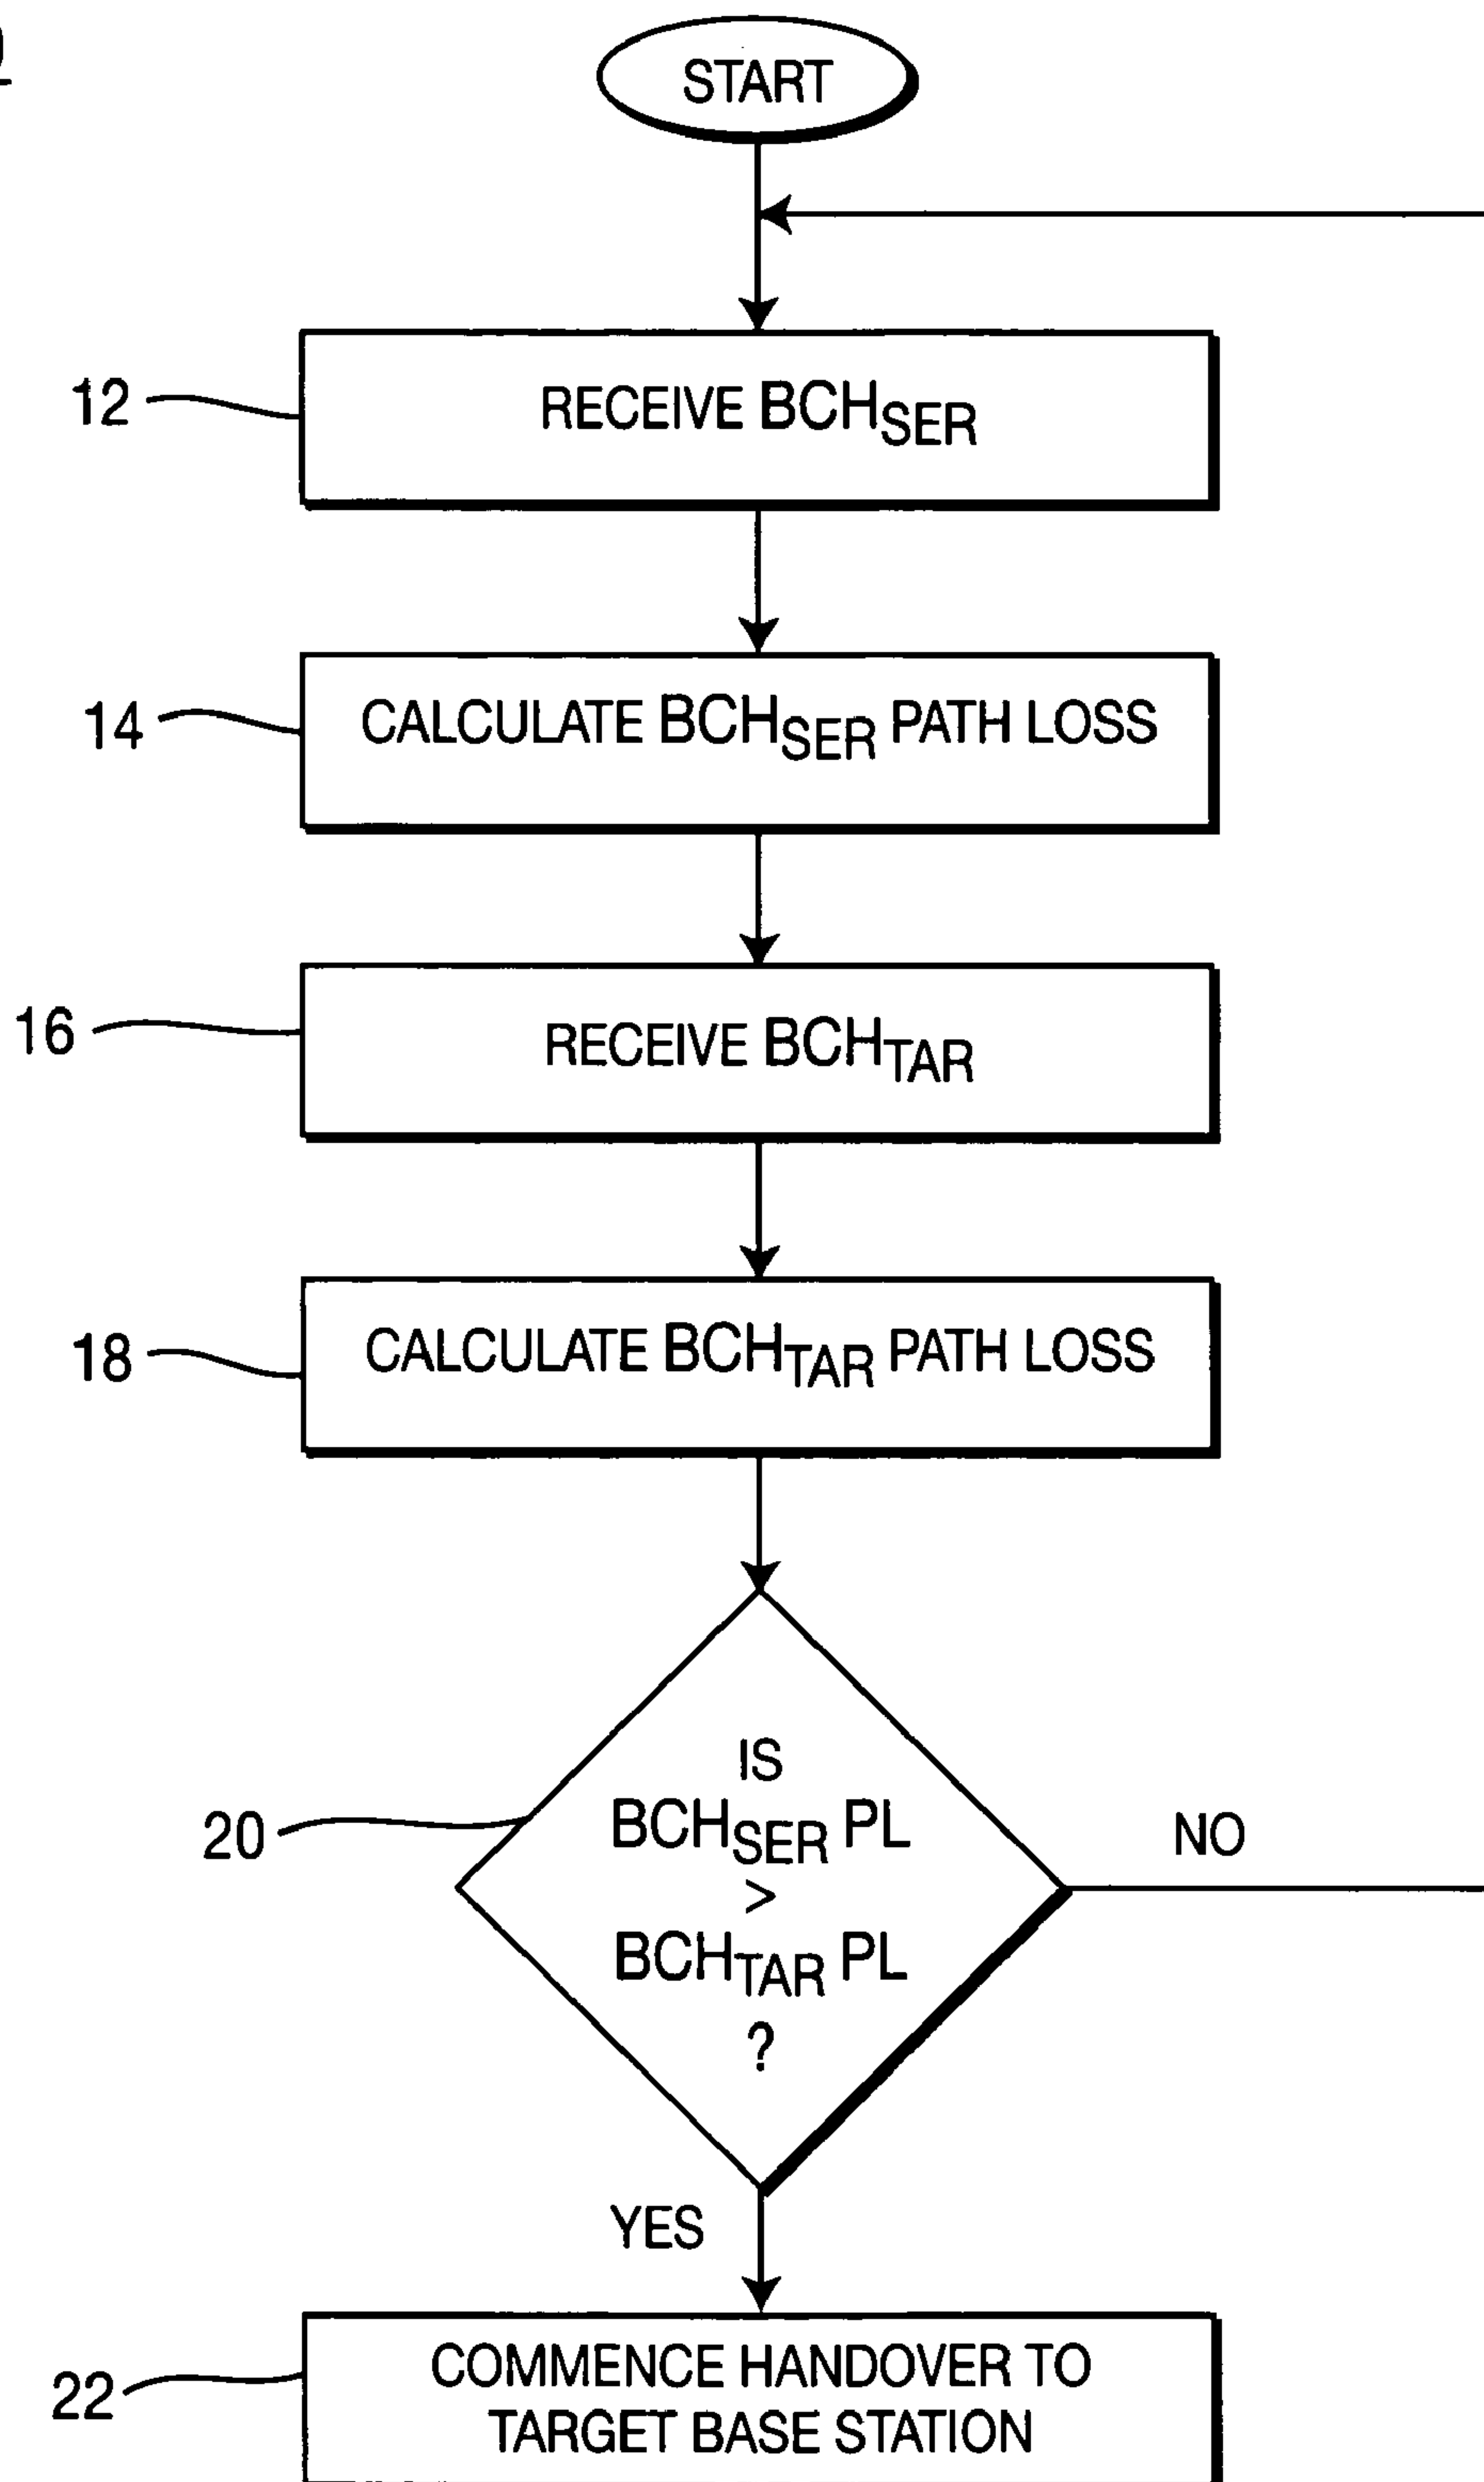 START
12
RECEIVE BCHSER
14
CALCULATE BCHSER PATH LOSS
16
RECEIVE BCHTAR
18
CALCULATE BCHTAR PATH LOSS
20
IS
BCHSER PL
>
BCHTAR PL
?
NO
YES
22
COMMENCE HANDOVER TO
TARGET BASE STATION